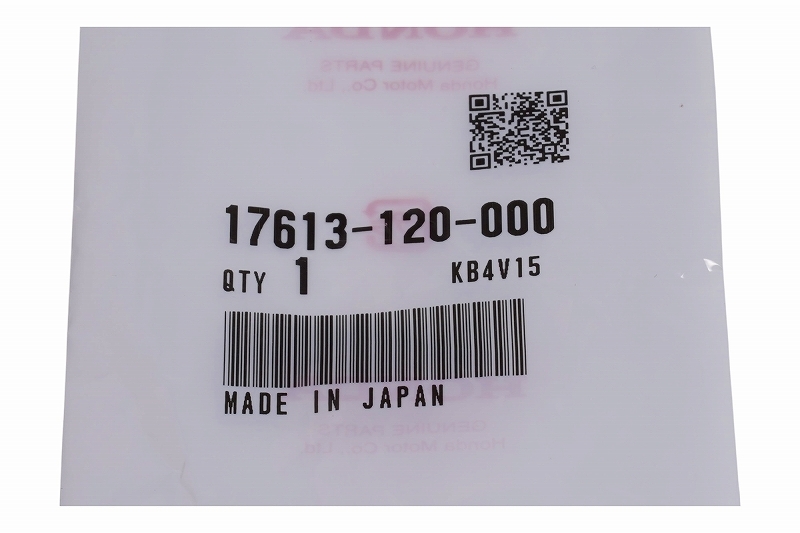 HONDA
GENUINE PARTS
Honda Motor Co., Ltd.
17613-120-000
QTY 1 KB4V15
MADE IN JAPAN
GENUINE PARTS
Honda Motor Co., Ltd.